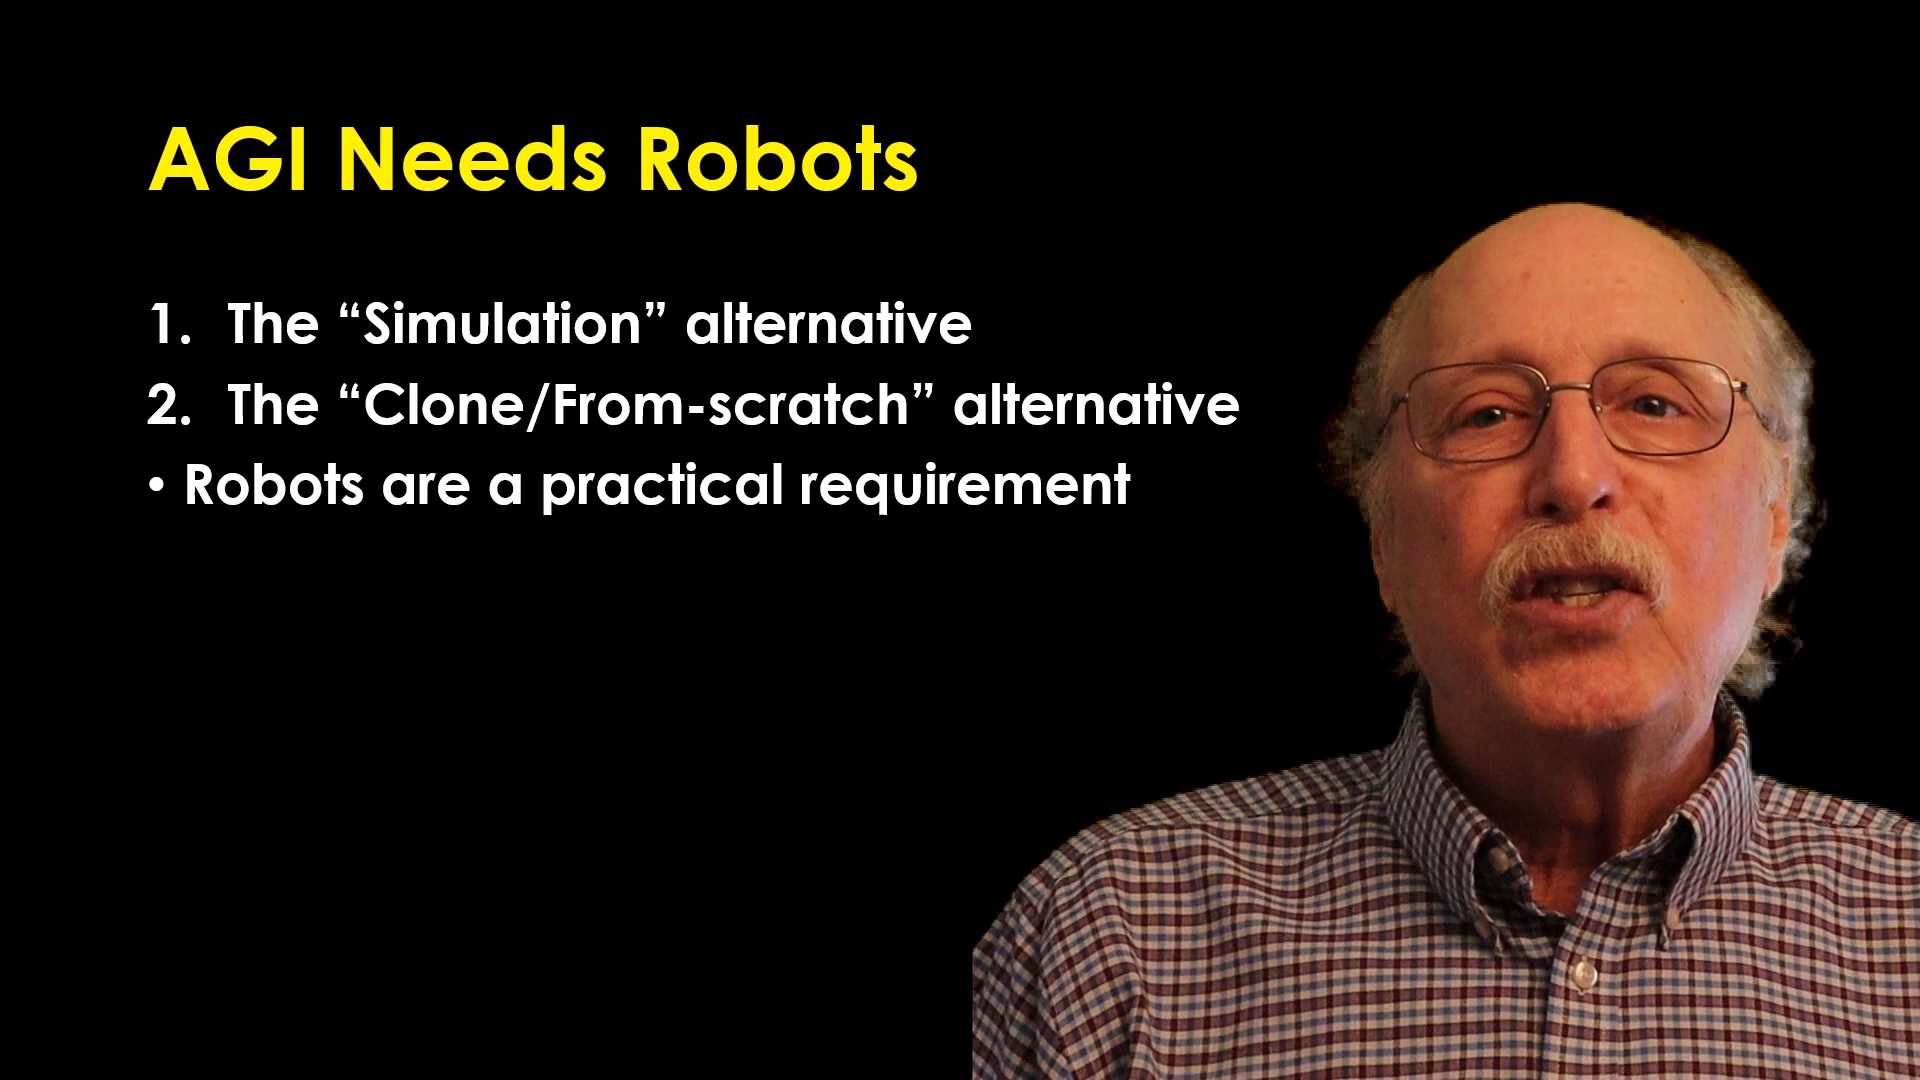 AGI Needs Robots
1. The “Simulation” alternative
2. The “Clone/From-scratch” alternative
• Robots are a practical requirement